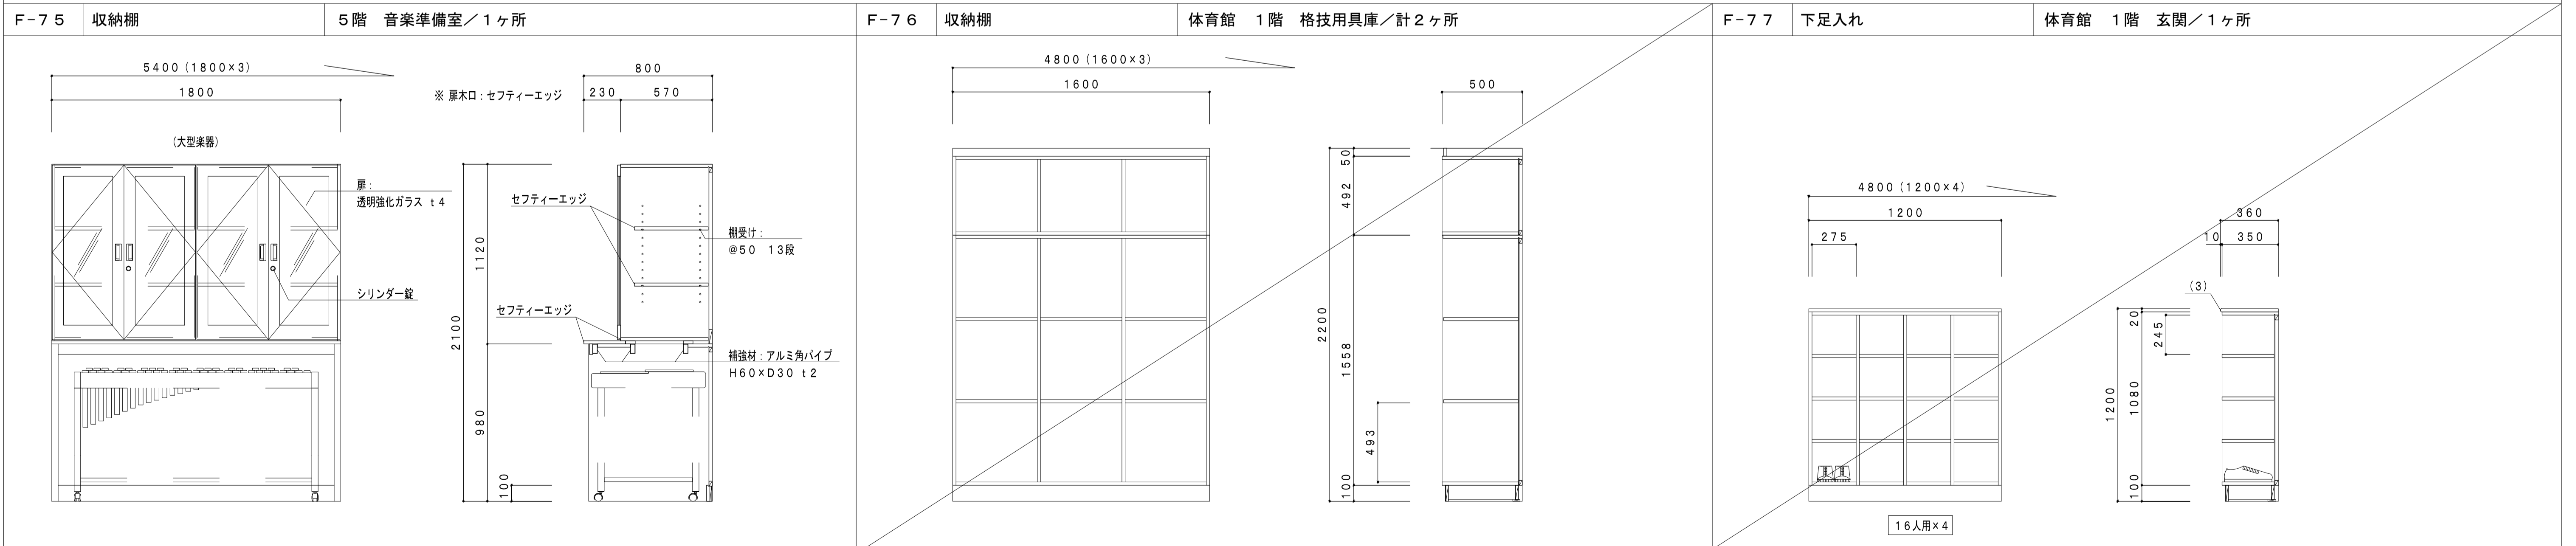 F-75 収納棚 5階 音楽準備室/1ヶ所
5400(1800×3)
1800
※ 扉木口:セフティーエッジ
800
230 570
(大型楽器)
扉:
透明強化ガラス t4
シリンダー錠
セフティーエッジ
棚受け:
@50 13段
セフティーエッジ
補強材:アルミ角パイプ
H60×D30 t2
2100
1120
980
100
F-76 収納棚 体育館 1階 格技用具庫/計2ヶ所
4800(1600×3)
1600
500
50
492
2200
1558
493
100
F-77 下足入れ 体育館 1階 玄関/1ヶ所
4800(1200×4)
1200
275
360
10 350
(3)
20
245
1200
1080
100
16人用×4